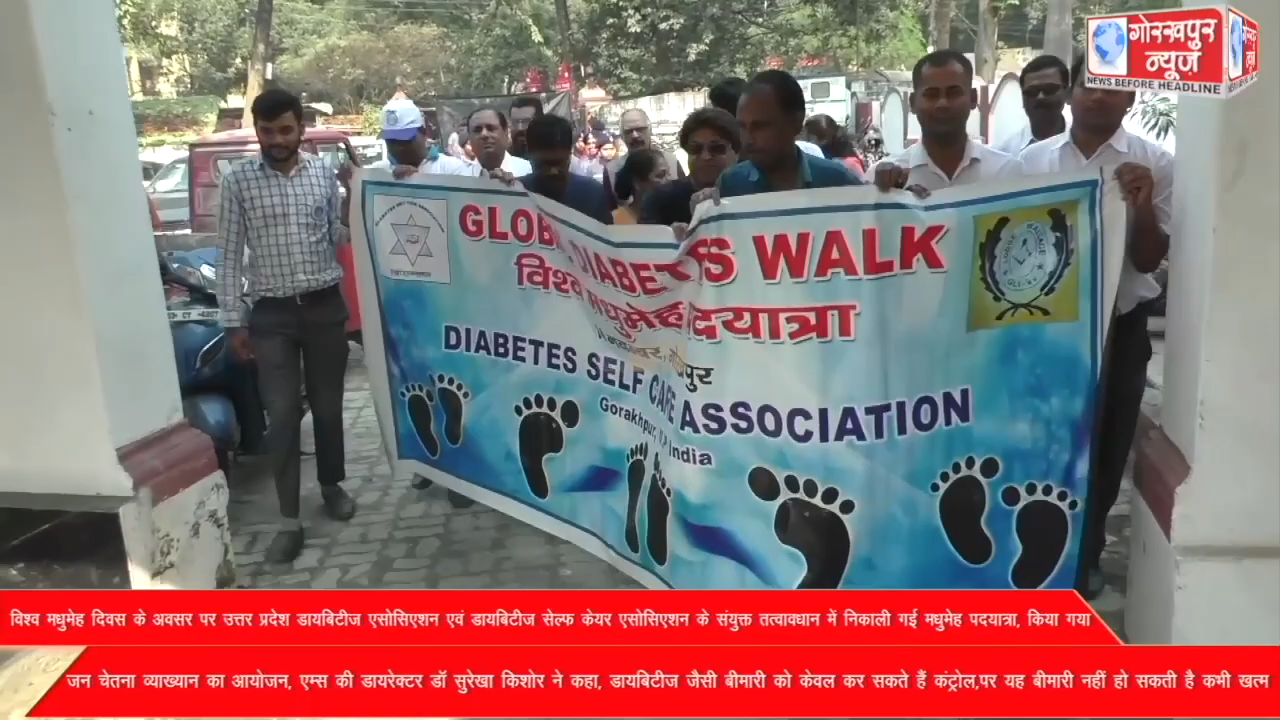 गोरखपुर
न्यूज़
NEWS BEFORE HEADLINE
GLOB DIABETES WALK
विश्व मधुमेह पदयात्रा
DIABETES SELF CARE ASSOCIATION
Gorakhpur, U.P. India
विश्व मधुमेह दिवस के अवसर पर उत्तर प्रदेश डायबिटीज एसोसिएशन एवं डायबिटीज सेल्फ केयर एसोसिएशन के संयुक्त तत्वावधान में निकाली गई मधुमेह पदयात्रा, किया गया
जन चेतना व्याख्यान का आयोजन, एम्स की डायरेक्टर डॉ सुरेखा किशोर ने कहा, डायबिटीज जैसी बीमारी को केवल कर सकते हैं कंट्रोल,पर यह बीमारी नहीं हो सकती है कभी खत्म